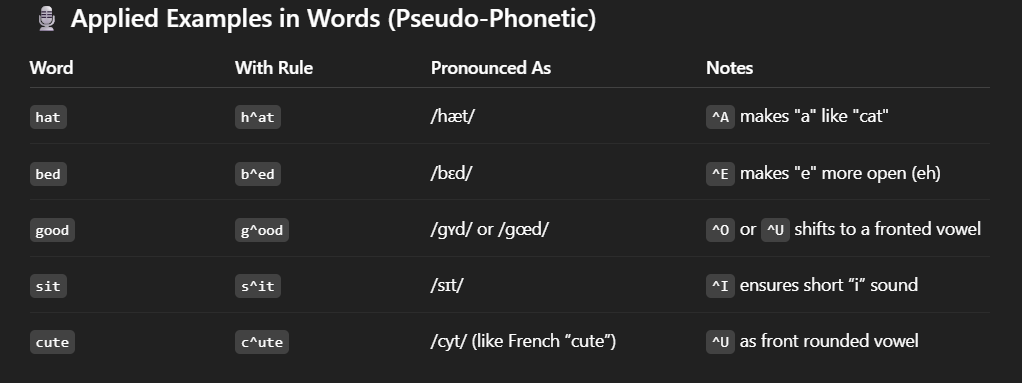 🎙️ Applied Examples in Words (Pseudo-Phonetic)
Word With Rule Pronounced As Notes
hat h^at /hæt/ ^A makes "a" like "cat"
bed b^ed /bɛd/ ^E makes "e" more open (eh)
good g^ood /gʏd/ or /gœd/ ^O or ^U shifts to a fronted vowel
sit s^it /sɪt/ ^I ensures short “i” sound
cute c^ute /cyt/ (like French “cute”) ^U as front rounded vowel